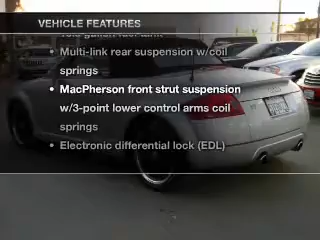 VEHICLE FEATURES
• Multi-link rear suspension w/coil
springs
• MacPherson front strut suspension
w/3-point lower control arms coil
springs
• Electronic differential lock (EDL)